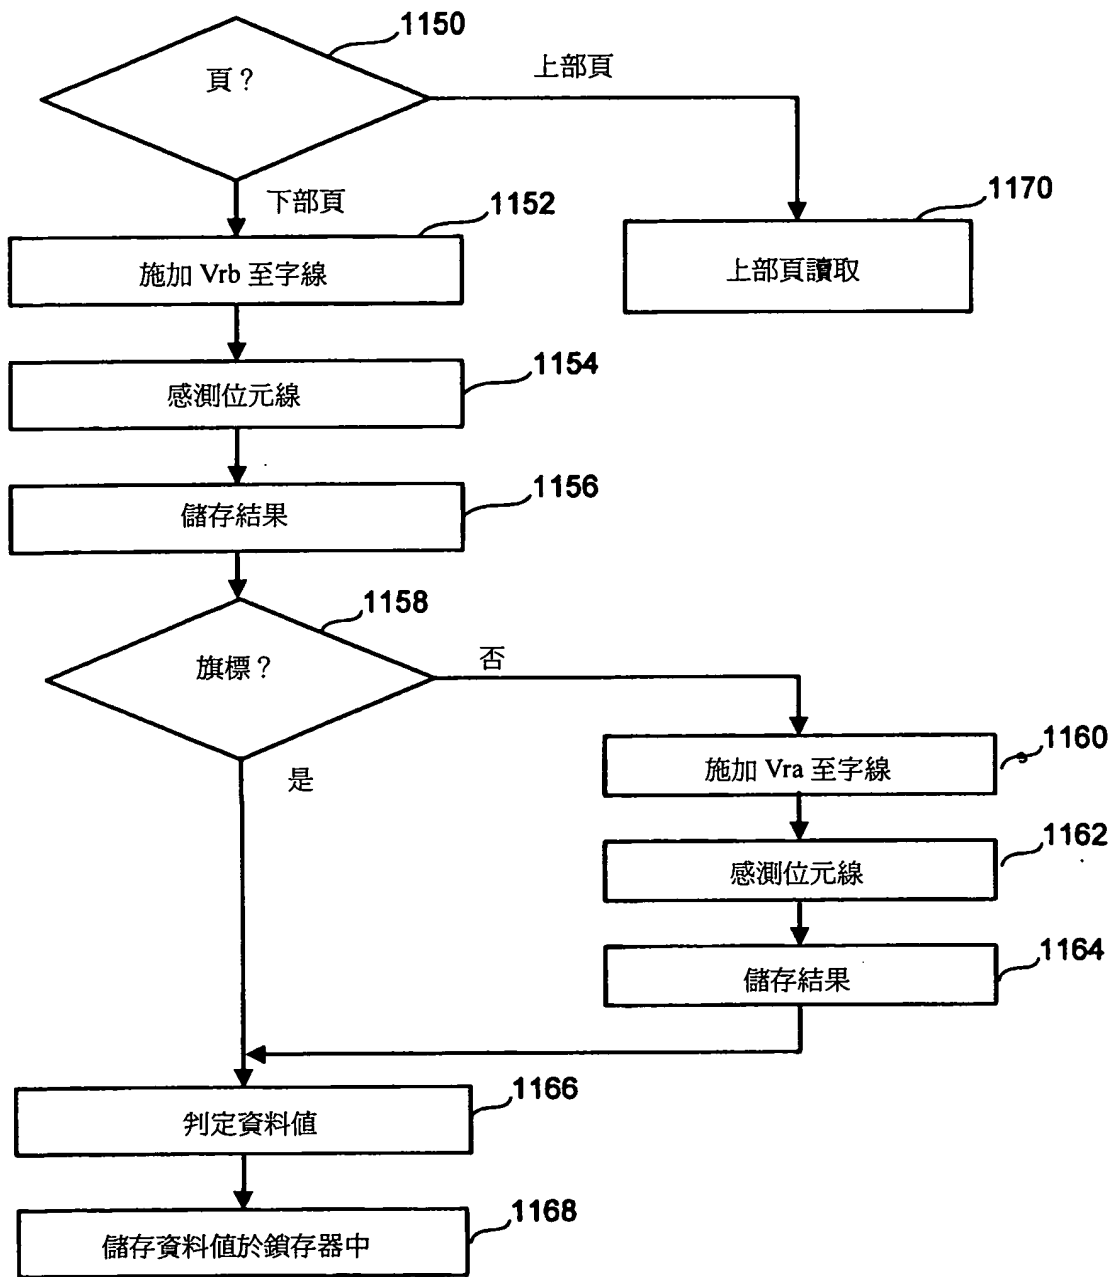 1150
頁？
上部頁
下部頁
1152
施加 Vrb 至字線
1170
上部頁讀取
1154
感測位元線
1156
儲存結果
1158
旗標？
否
是
1160
施加 Vra 至字線
1162
感測位元線
1164
儲存結果
1166
判定資料值
1168
儲存資料值於鎖存器中